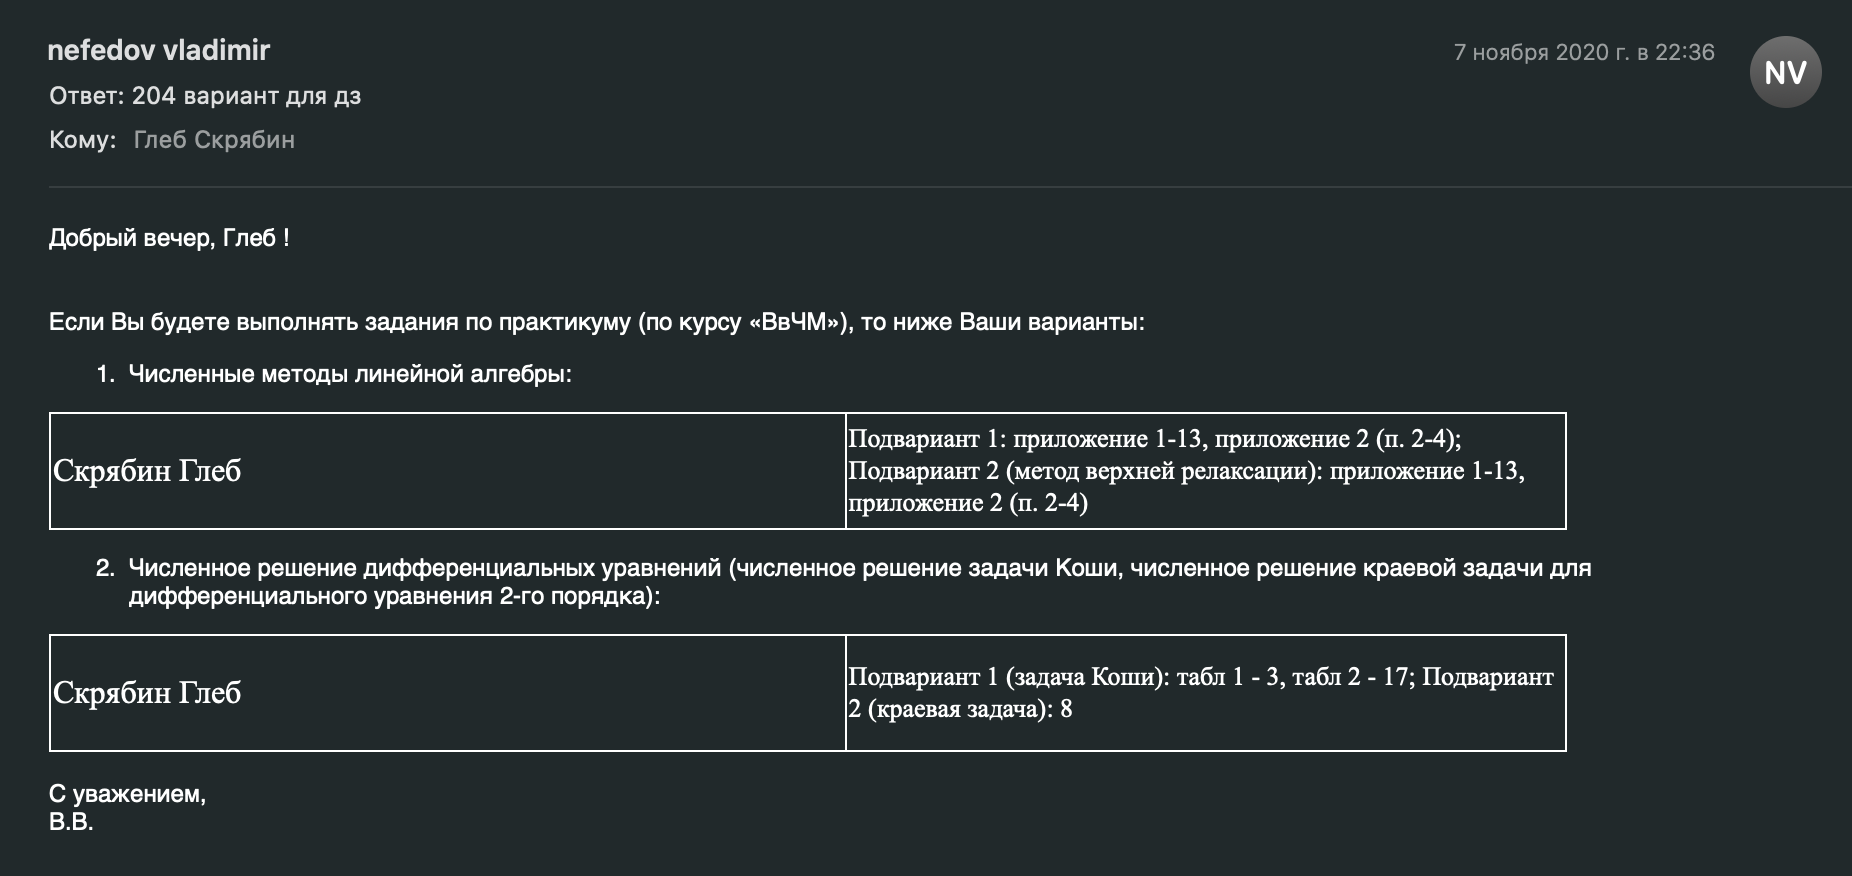 nefedov vladimir
7 ноября 2020 г. в 22:36
NV
Ответ: 204 вариант для дз
Кому: Глеб Скрябин
Добрый вечер, Глеб !
Если Вы будете выполнять задания по практикуму (по курсу «ВвЧМ»), то ниже Ваши варианты:
1. Численные методы линейной алгебры:
Скрябин Глеб
Подвариант 1: приложение 1-13, приложение 2 (п. 2-4);
Подвариант 2 (метод верхней релаксации): приложение 1-13,
приложение 2 (п. 2-4)
2. Численное решение дифференциальных уравнений (численное решение задачи Коши, численное решение краевой задачи для
дифференциального уравнения 2-го порядка):
Скрябин Глеб
Подвариант 1 (задача Коши): табл 1 - 3, табл 2 - 17; Подвариант
2 (краевая задача): 8
С уважением,
В.В.